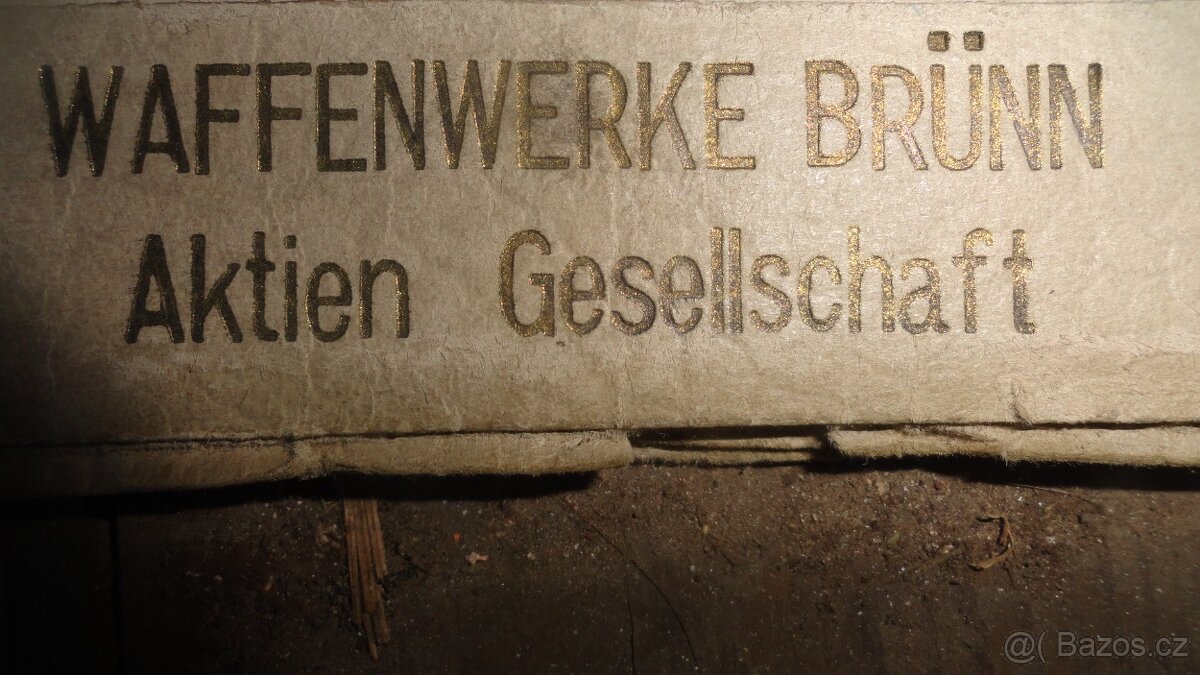 WAFFENWERKE BRÜNN
Aktien Gesellschaft
@( Bazos.cz